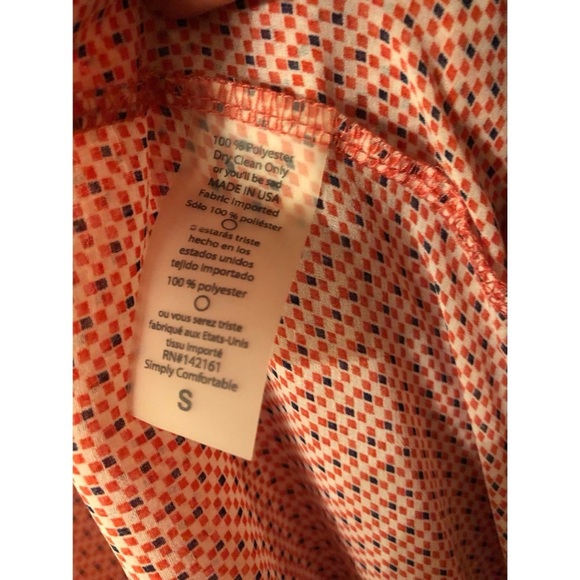 100 % Polyester
Dry Clean Only
or you'll be sad
MADE IN USA
Fabric Imported
Sólo 100 % poliéster
o estarás triste
hecho en los
estados unidos
tejido importado
100 % polyester
ou vous serez triste
fabriqué aux Etats-Unis
tissu importé
RN#142161
Simply Comfortable
S